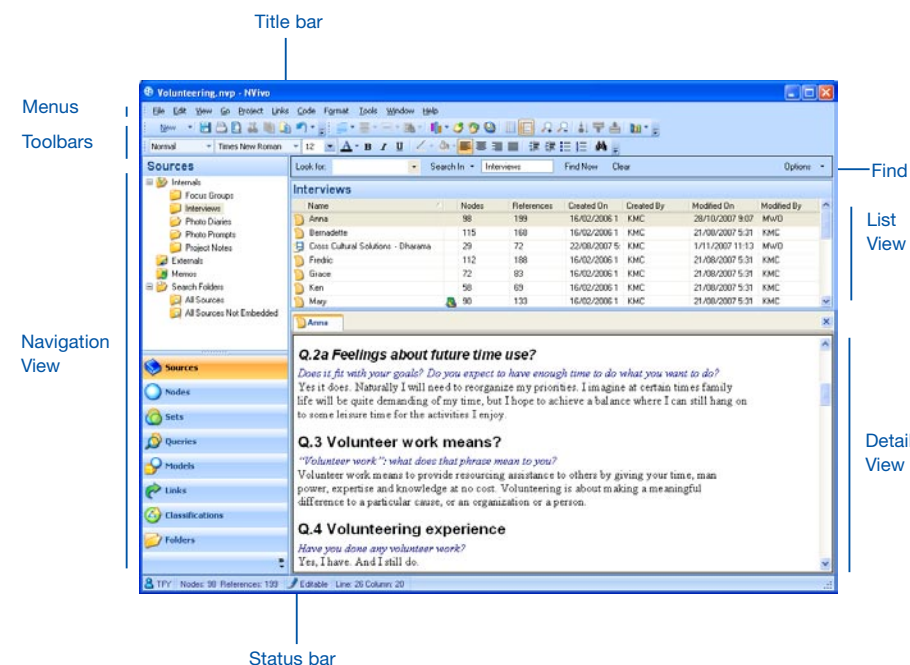 Title bar
Menus
Toolbars
Navigation
View
Find
List
View
Detail
View
Status bar
Volunteering.nvp - NVivo
File Edit View Go Project Links Code Format Tools Window Help
New
Normal Times New Roman 12 A B I U
Sources
Internals
Focus Groups
Interviews
Photo Diaries
Photo Prompts
Project Notes
Externals
Memos
Search Folders
All Sources
All Sources Not Embedded
Sources
Nodes
Sets
Queries
Models
Links
Classifications
Folders
Look for: Search In Interviews Find Now Clear Options
Interviews
Name Nodes References Created On Created By Modified On Modified By
Anna 98 199 16/02/2006 1 KMC 28/10/2007 9:07 MWD
Bernadette 115 160 16/02/2006 1 KMC 21/08/2007 5:31 KMC
Cross Cultural Solutions - Dharama 29 72 22/08/2007 5: KMC 1/11/2007 11:13 MWD
Fredric 112 188 16/02/2006 1 KMC 21/08/2007 5:31 KMC
Grace 72 83 16/02/2006 1 KMC 21/08/2007 5:31 KMC
Ken 58 69 16/02/2006 1 KMC 21/08/2007 5:31 KMC
Mary 90 133 16/02/2006 1 KMC 21/08/2007 5:31 KMC
Anna
Q.2a Feelings about future time use?
Does it fit with your goals? Do you expect to have enough time to do what you want to do?
Yes it does. Naturally I will need to reorganize my priorities. I imagine at certain times family
life will be quite demanding of my time, but I hope to achieve a balance where I can still hang on
to some leisure time for the activities I enjoy.
Q.3 Volunteer work means?
"Volunteer work": what does that phrase mean to you?
Volunteer work means to provide resourcing assistance to others by giving your time, man
power, expertise and knowledge at no cost. Volunteering is about making a meaningful
difference to a particular cause, or an organization or a person.
Q.4 Volunteering experience
Have you done any volunteer work?
Yes, I have. And I still do.
TFY Nodes: 98 References: 199 Editable Line: 26 Column: 20